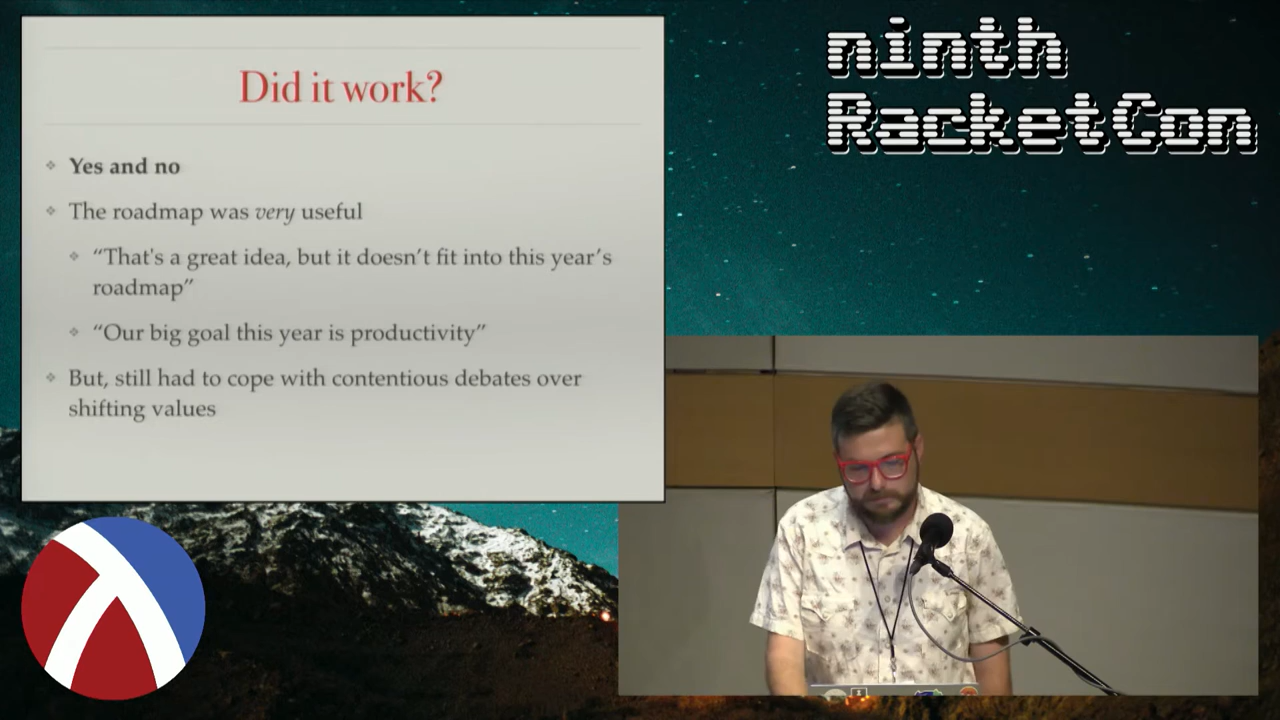 ninth
RacketCon
Did it work?
Yes and no
The roadmap was very useful
“That's a great idea, but it doesn’t fit into this year’s
roadmap”
“Our big goal this year is productivity”
But, still had to cope with contentious debates over
shifting values